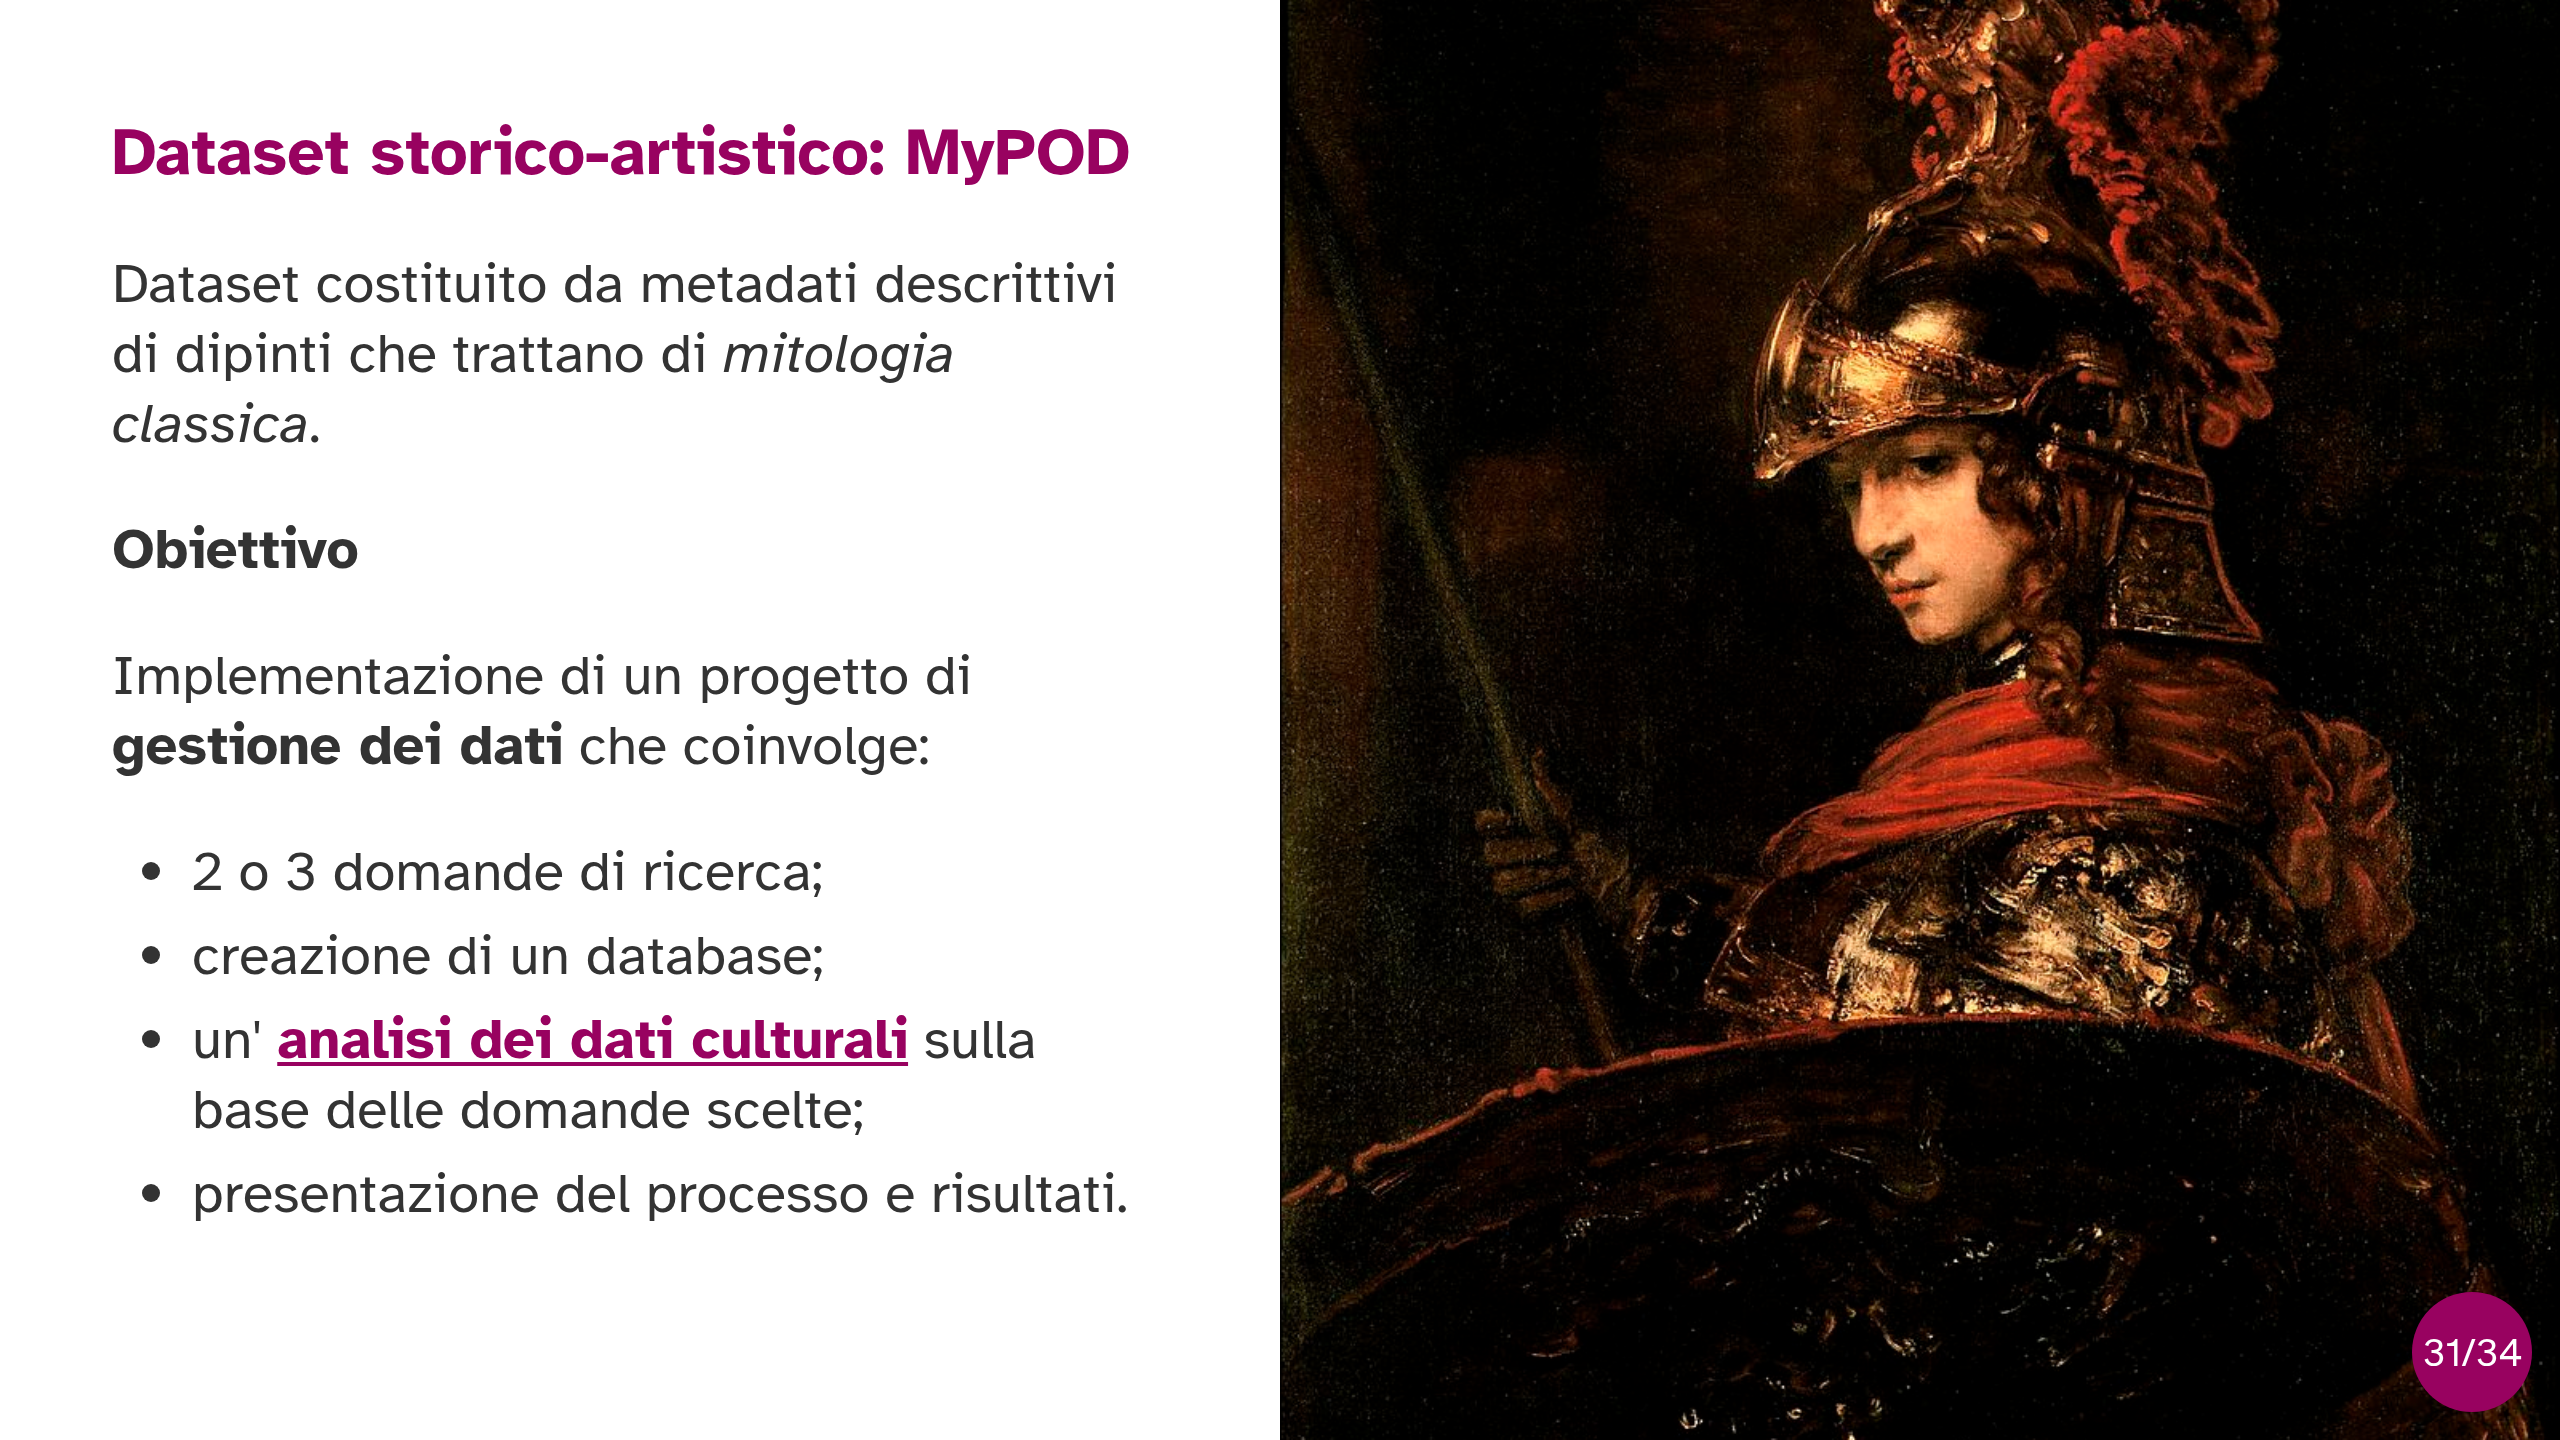 Dataset storico-artistico: MyPOD
Dataset costituito da metadati descrittivi
di dipinti che trattano di mitologia
classica.
Obiettivo
Implementazione di un progetto di
gestione dei dati che coinvolge:
• 2 o 3 domande di ricerca;
• creazione di un database;
• un' analisi dei dati culturali sulla
base delle domande scelte;
• presentazione del processo e risultati.
31/34